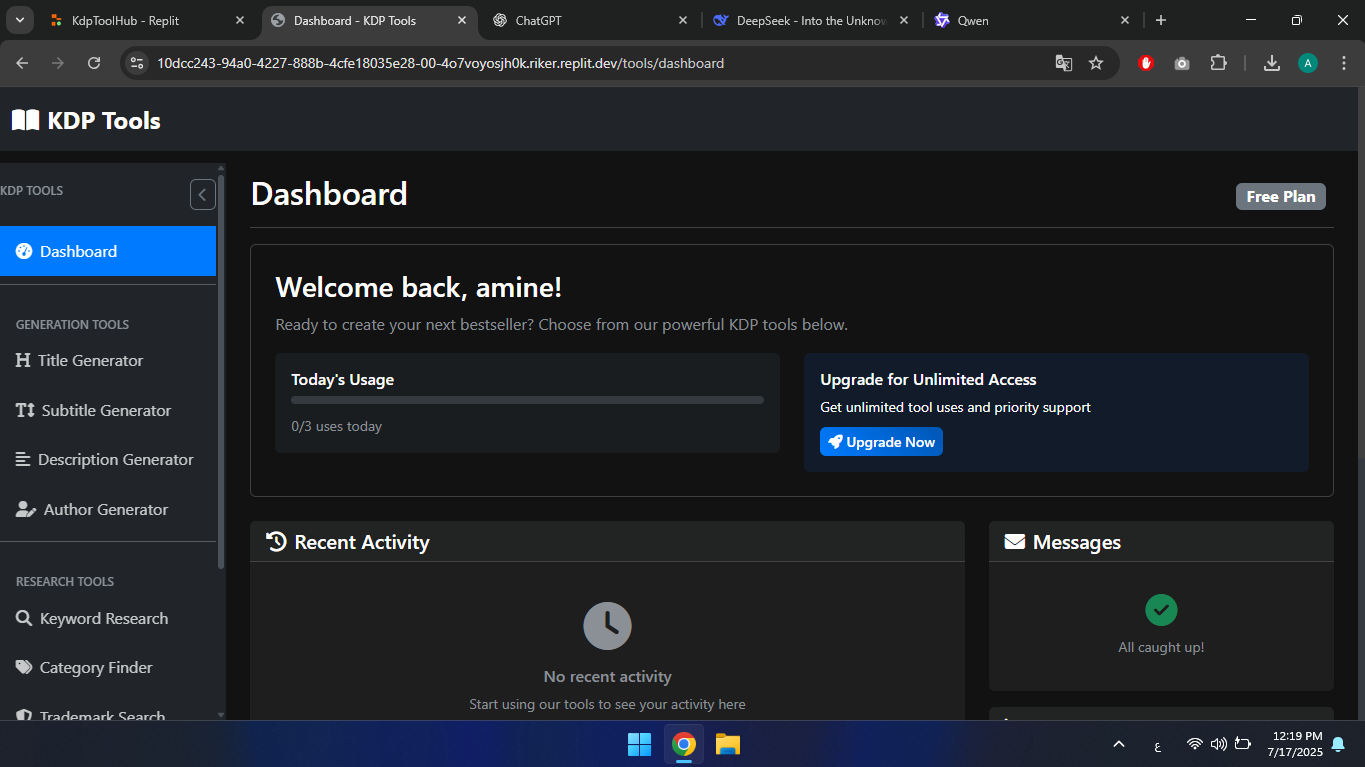 KdpToolHub - Replit
Dashboard - KDP Tools
ChatGPT
DeepSeek - Into the Unknow
Qwen
10dcc243-94a0-4227-888b-4cfe18035e28-00-4o7voyosjh0k.riker.replit.dev/tools/dashboard
A
KDP Tools
KDP TOOLS
Dashboard
GENERATION TOOLS
Title Generator
Subtitle Generator
Description Generator
Author Generator
RESEARCH TOOLS
Keyword Research
Category Finder
Trademark Search
Dashboard
Free Plan
Welcome back, amine!
Ready to create your next bestseller? Choose from our powerful KDP tools below.
Today's Usage
0/3 uses today
Upgrade for Unlimited Access
Get unlimited tool uses and priority support
Upgrade Now
Recent Activity
No recent activity
Start using our tools to see your activity here
Messages
All caught up!
ع
12:19 PM
7/17/2025